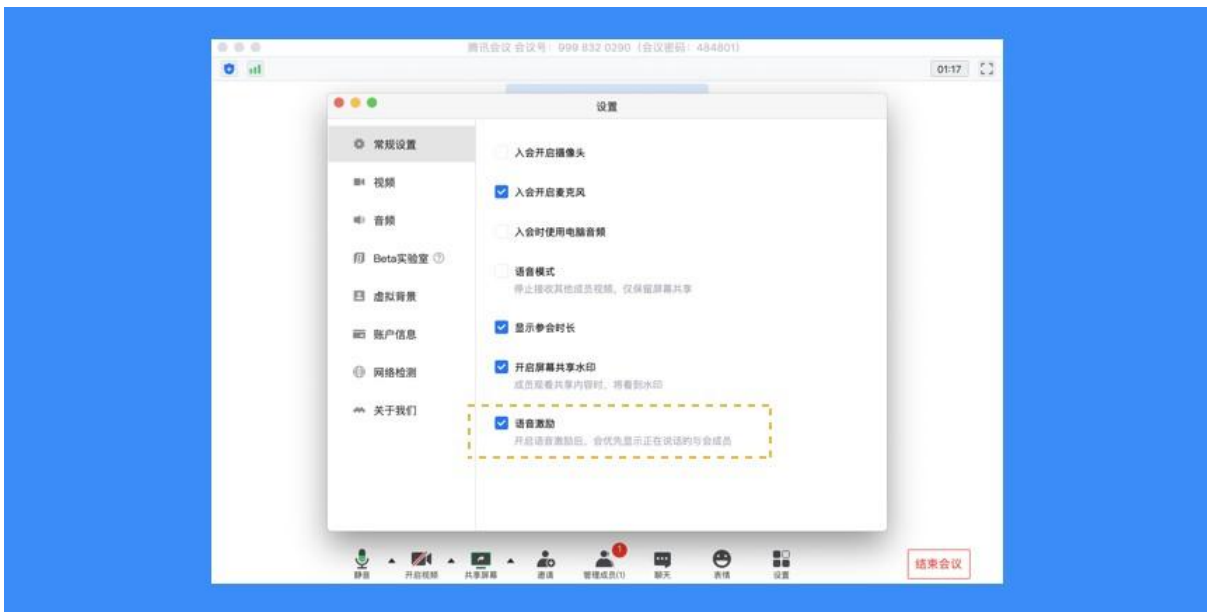 腾讯会议 会议号：999 832 0290（会议密码：484801）
01:17
设置
常规设置
视频
音频
Beta实验室
虚拟背景
账户信息
网络检测
关于我们
入会开启摄像头
入会开启麦克风
入会时使用电脑音频
语音模式
停止接收其他成员视频，仅保留屏幕共享
显示参会时长
开启屏幕共享水印
成员观看共享内容时，将看到水印
语音激励
开启语音激励后，会优先显示正在说话的与会成员
1
静音 开启视频 共享屏幕 邀请 管理成员(1) 聊天 表情 设置
结束会议